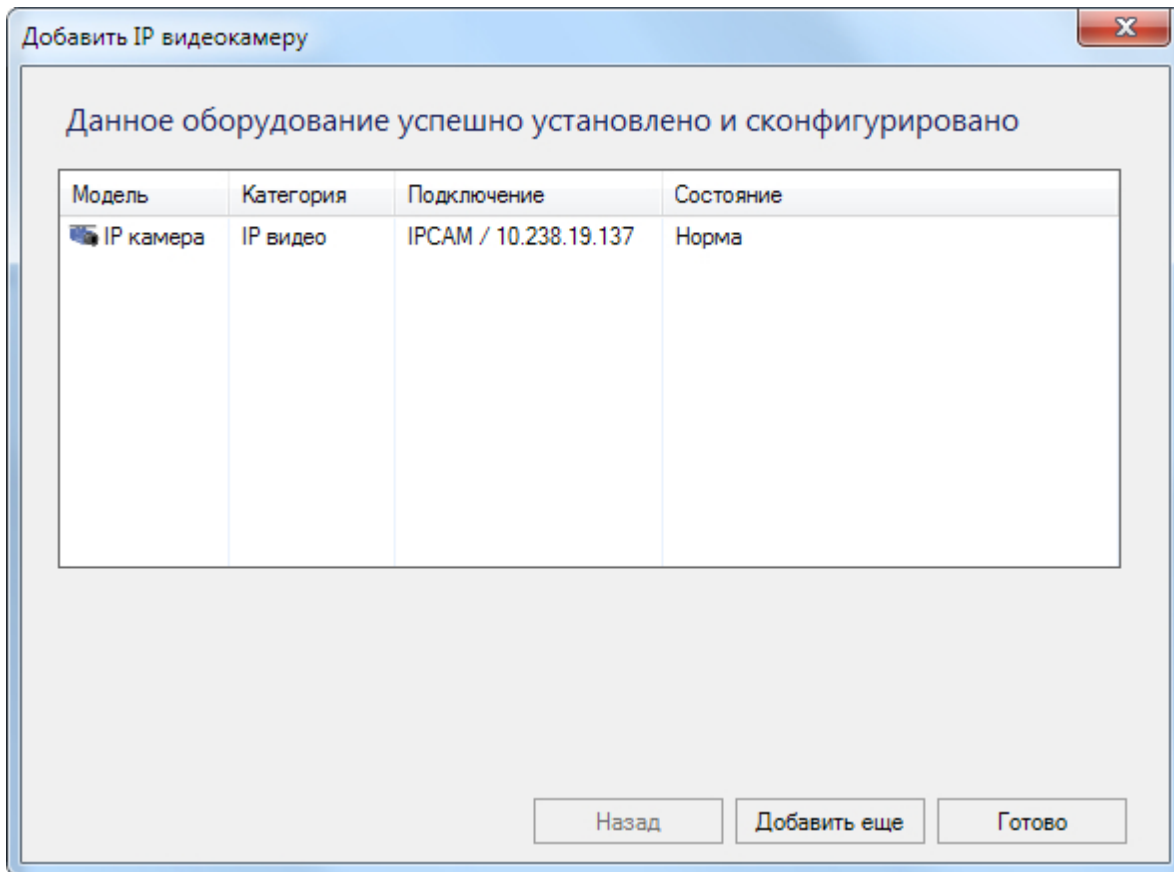 Добавить IP видеокамеру
Данное оборудование успешно установлено и сконфигурировано
Модель Категория Подключение Состояние
IP камера IP видео IPCAM / 10.238.19.137 Норма
Назад Добавить еще Готово